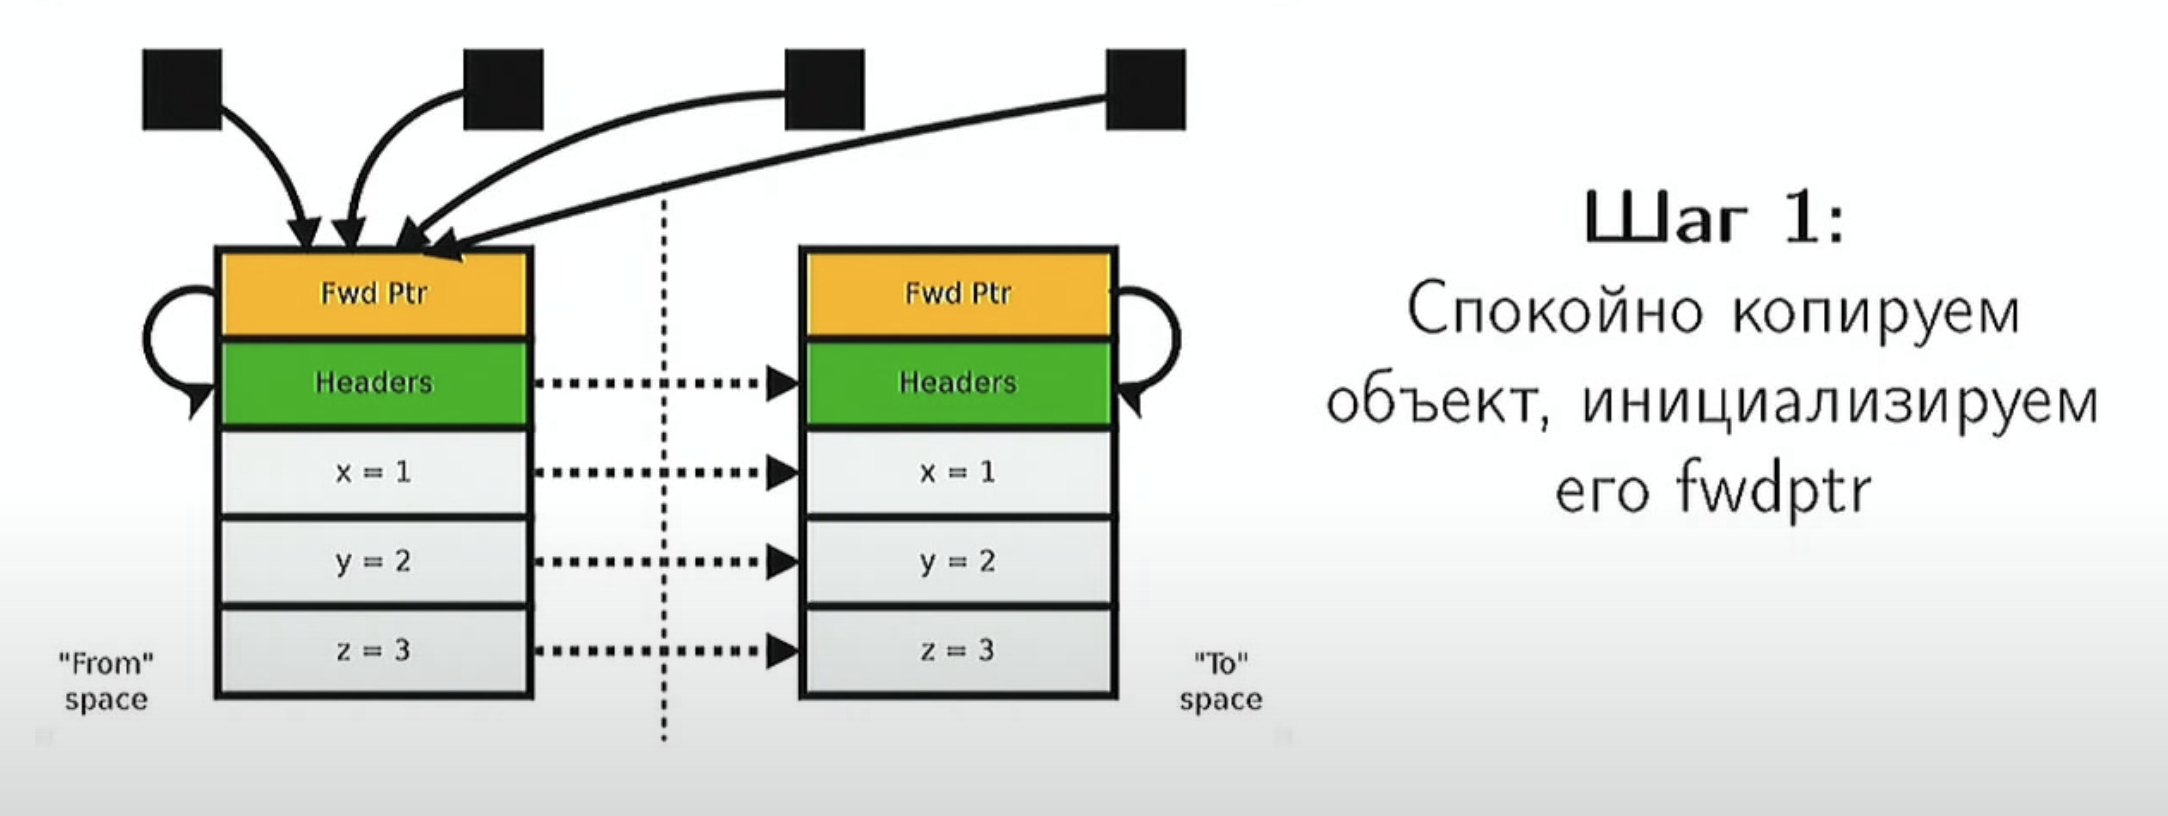 Fwd Ptr
Headers
x = 1
y = 2
z = 3
"From"
space
Fwd Ptr
Headers
x = 1
y = 2
z = 3
"To"
space
Шаг 1:
Спокойно копируем
объект, инициализируем
его fwdptr